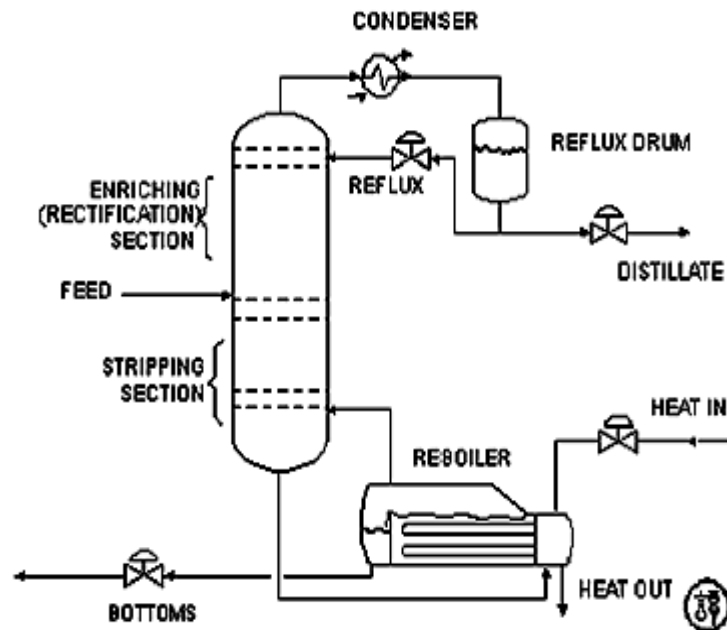 CONDENSER
REFLUX DRUM
REFLUX
ENRICHING
(RECTIFICATION)
SECTION
DISTILLATE
FEED
STRIPPING
SECTION
HEAT IN
REBOILER
HEAT OUT
BOTTOMS